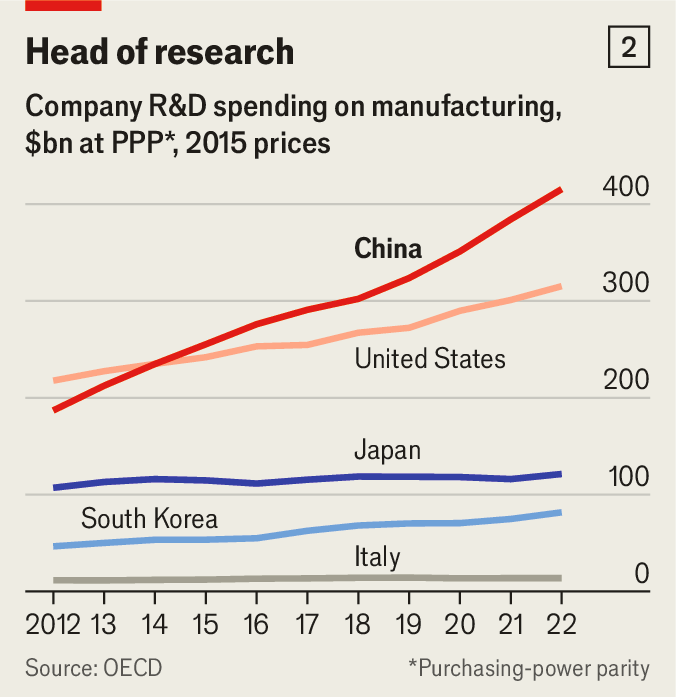 Head of research
2
Company R&D spending on manufacturing,
$bn at PPP*, 2015 prices
400
China
300
United States
200
Japan
100
South Korea
Italy
0
2012 13 14 15 16 17 18 19 20 21 22
Source: OECD
*Purchasing-power parity